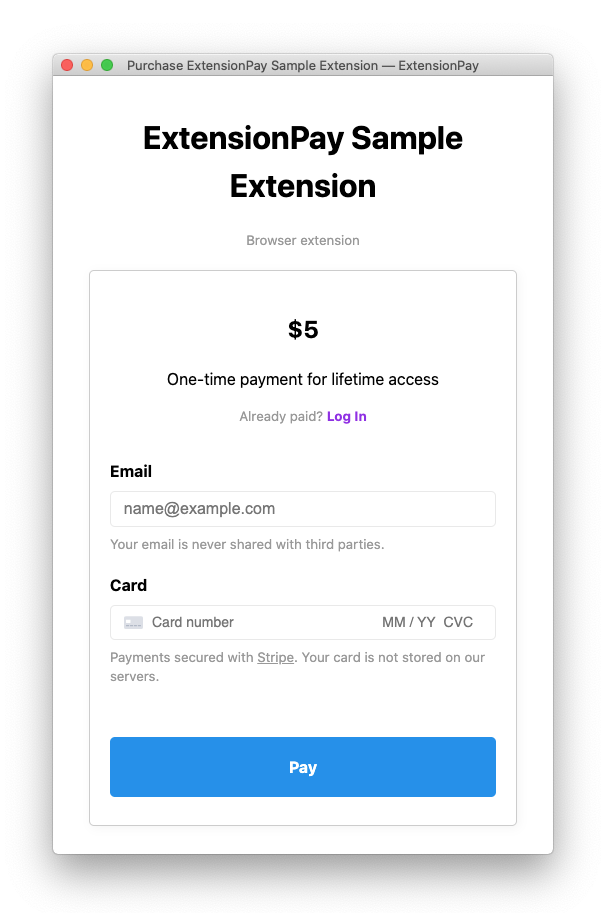 Purchase ExtensionPay Sample Extension — ExtensionPay
ExtensionPay Sample
Extension
Browser extension
$5
One-time payment for lifetime access
Already paid? Log In
Email
name@example.com
Your email is never shared with third parties.
Card
Card number MM / YY CVC
Payments secured with Stripe. Your card is not stored on our
servers.
Pay